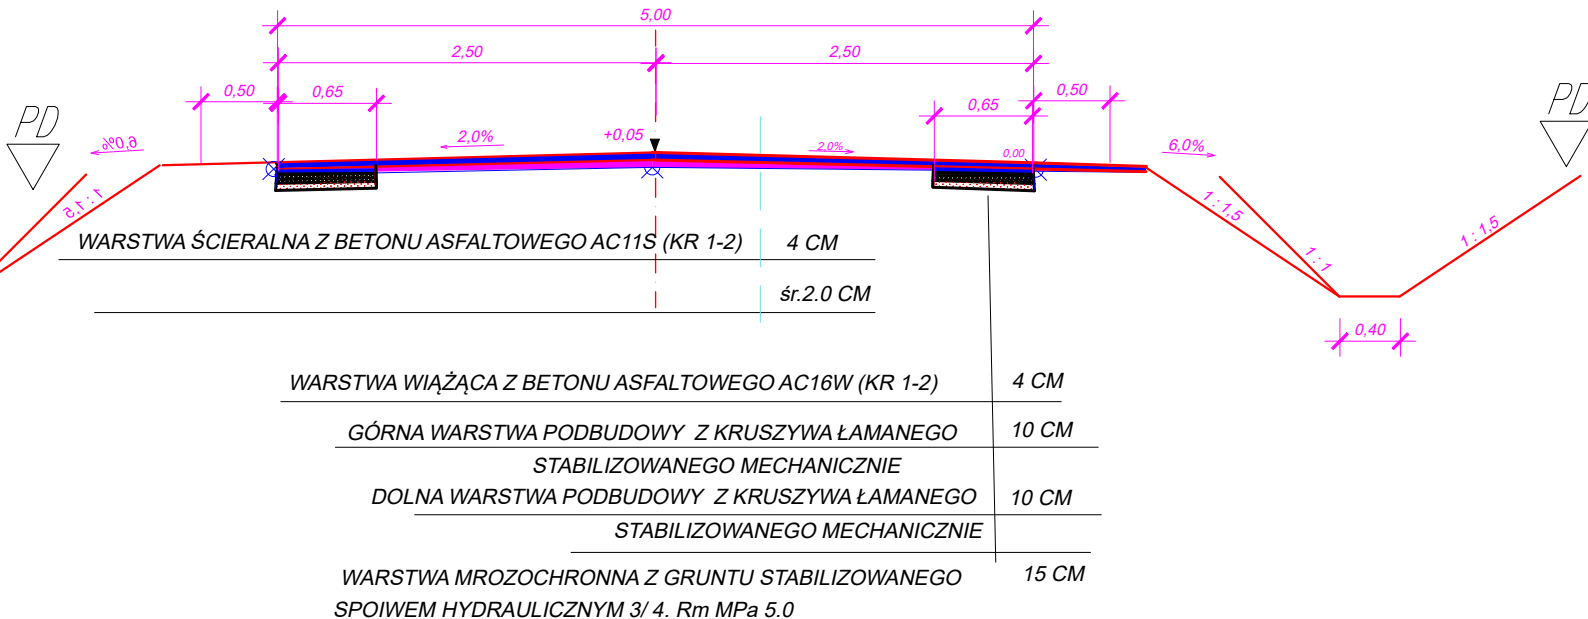 5,00
2,50 2,50
0,50 0,65 0,65 0,50
PD PD
6,0% 2,0% +0,05 2,0% 0,00 6,0%
1:1,5 1:1,5 1:1 1:1,5
WARSTWA ŚCIERALNA Z BETONU ASFALTOWEGO AC11S (KR 1-2) 4 CM
śr.2.0 CM
0,40
WARSTWA WIĄŻĄCA Z BETONU ASFALTOWEGO AC16W (KR 1-2) 4 CM
GÓRNA WARSTWA PODBUDOWY Z KRUSZYWA ŁAMANEGO 10 CM
STABILIZOWANEGO MECHANICZNIE
DOLNA WARSTWA PODBUDOWY Z KRUSZYWA ŁAMANEGO 10 CM
STABILIZOWANEGO MECHANICZNIE
WARSTWA MROZOCHRONNA Z GRUNTU STABILIZOWANEGO 15 CM
SPOIWEM HYDRAULICZNYM 3/ 4. Rm MPa 5.0